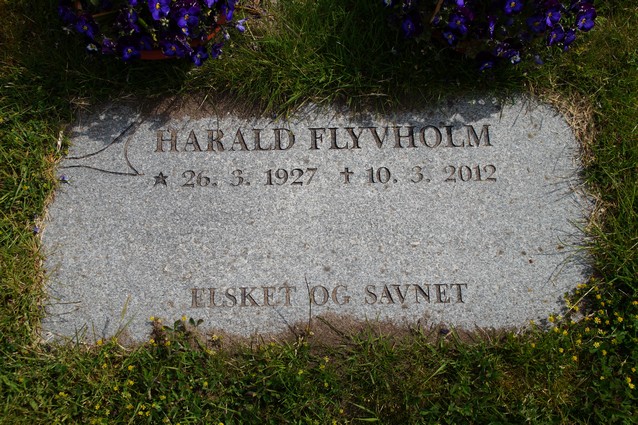 HARALD FLYVHOLM
★ 26. 3. 1927 ✝ 10. 3. 2012
ELSKET OG SAVNET